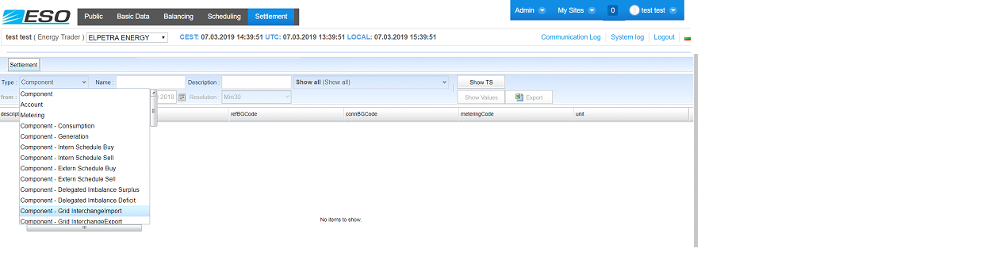 ESO
Public Basic Data Balancing Scheduling Settlement
Admin My Sites 0 test test
test test ( Energy Trader ) ELPETRA ENERGY CEST: 07.03.2019 14:39:51 UTC: 07.03.2019 13:39:51 LOCAL: 07.03.2019 15:39:51 Communication Log System log Logout
Settlement
Type : Component Name : Description : Show all (Show all) Show TS
from : .2018 Resolution Min30 Show Values Export
descript refBGCode connBGCode meteringCode unit
Component
Account
Metering
Component - Consumption
Component - Generation
Component - Intern Schedule Buy
Component - Intern Schedule Sell
Component - Extern Schedule Buy
Component - Extern Schedule Sell
Component - Delegated Imbalance Surplus
Component - Delegated Imbalance Deficit
Component - Grid InterchangeImport
Component - Grid InterchangeExport
No items to show.